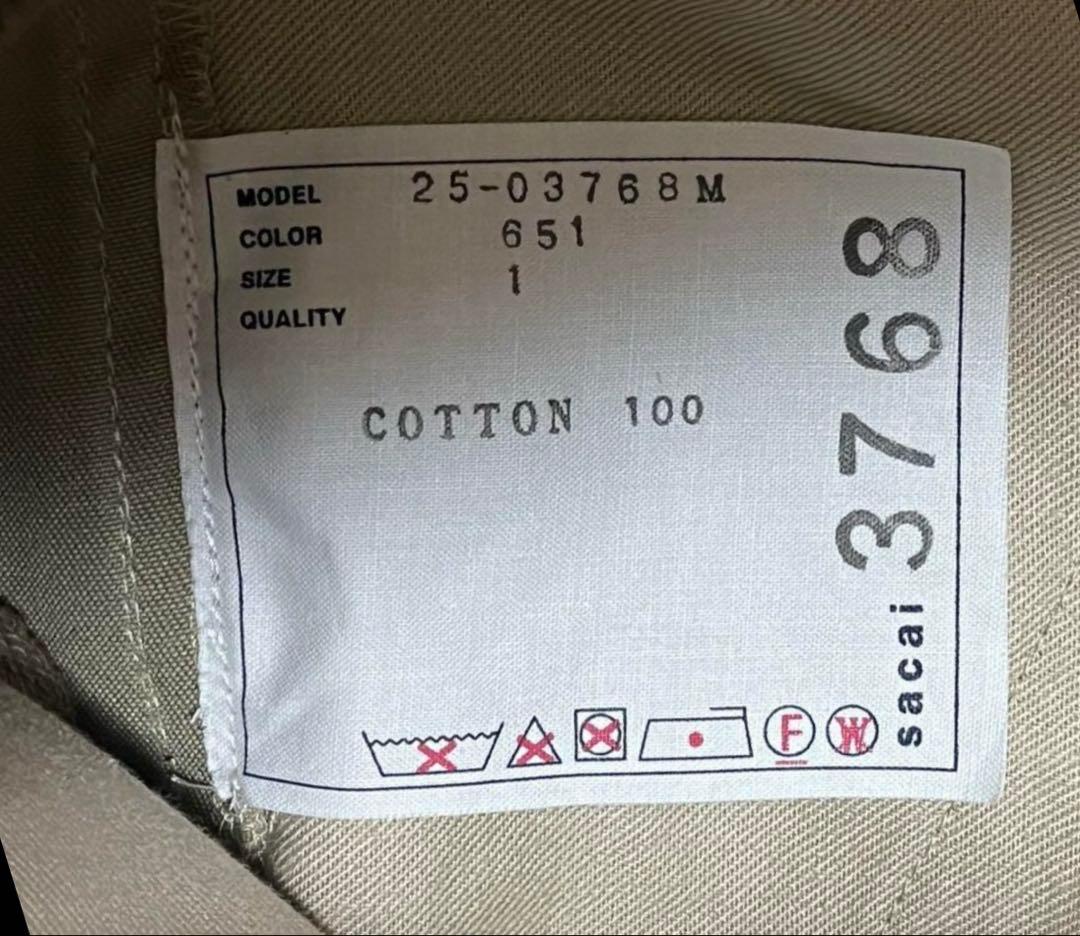 MODEL 25-03768M
COLOR 651
SIZE 1
QUALITY
COTTON 100
F W
sacai 3768